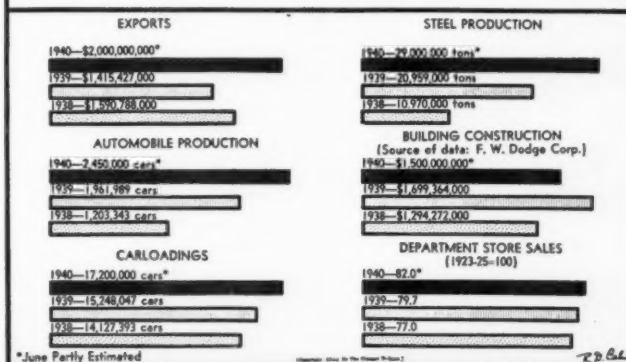 EXPORTS
1940—$2,000,000,000*
1939—$1,415,427,000
1938—$1,590,788,000
AUTOMOBILE PRODUCTION
1940—2,450,000 cars*
1939—1,961,989 cars
1938—1,203,343 cars
CARLOADINGS
1940—17,200,000 cars*
1939—15,248,047 cars
1938—14,127,393 cars
*June Partly Estimated
STEEL PRODUCTION
1940—29,000,000 tons*
1939—20,959,000 tons
1938—10,970,000 tons
BUILDING CONSTRUCTION
(Source of data: F. W. Dodge Corp.)
1940—$1,500,000,000*
1939—$1,699,364,000
1938—$1,294,272,000
DEPARTMENT STORE SALES
(1923-25=100)
1940—82.0*
1939—79.7
1938—77.0